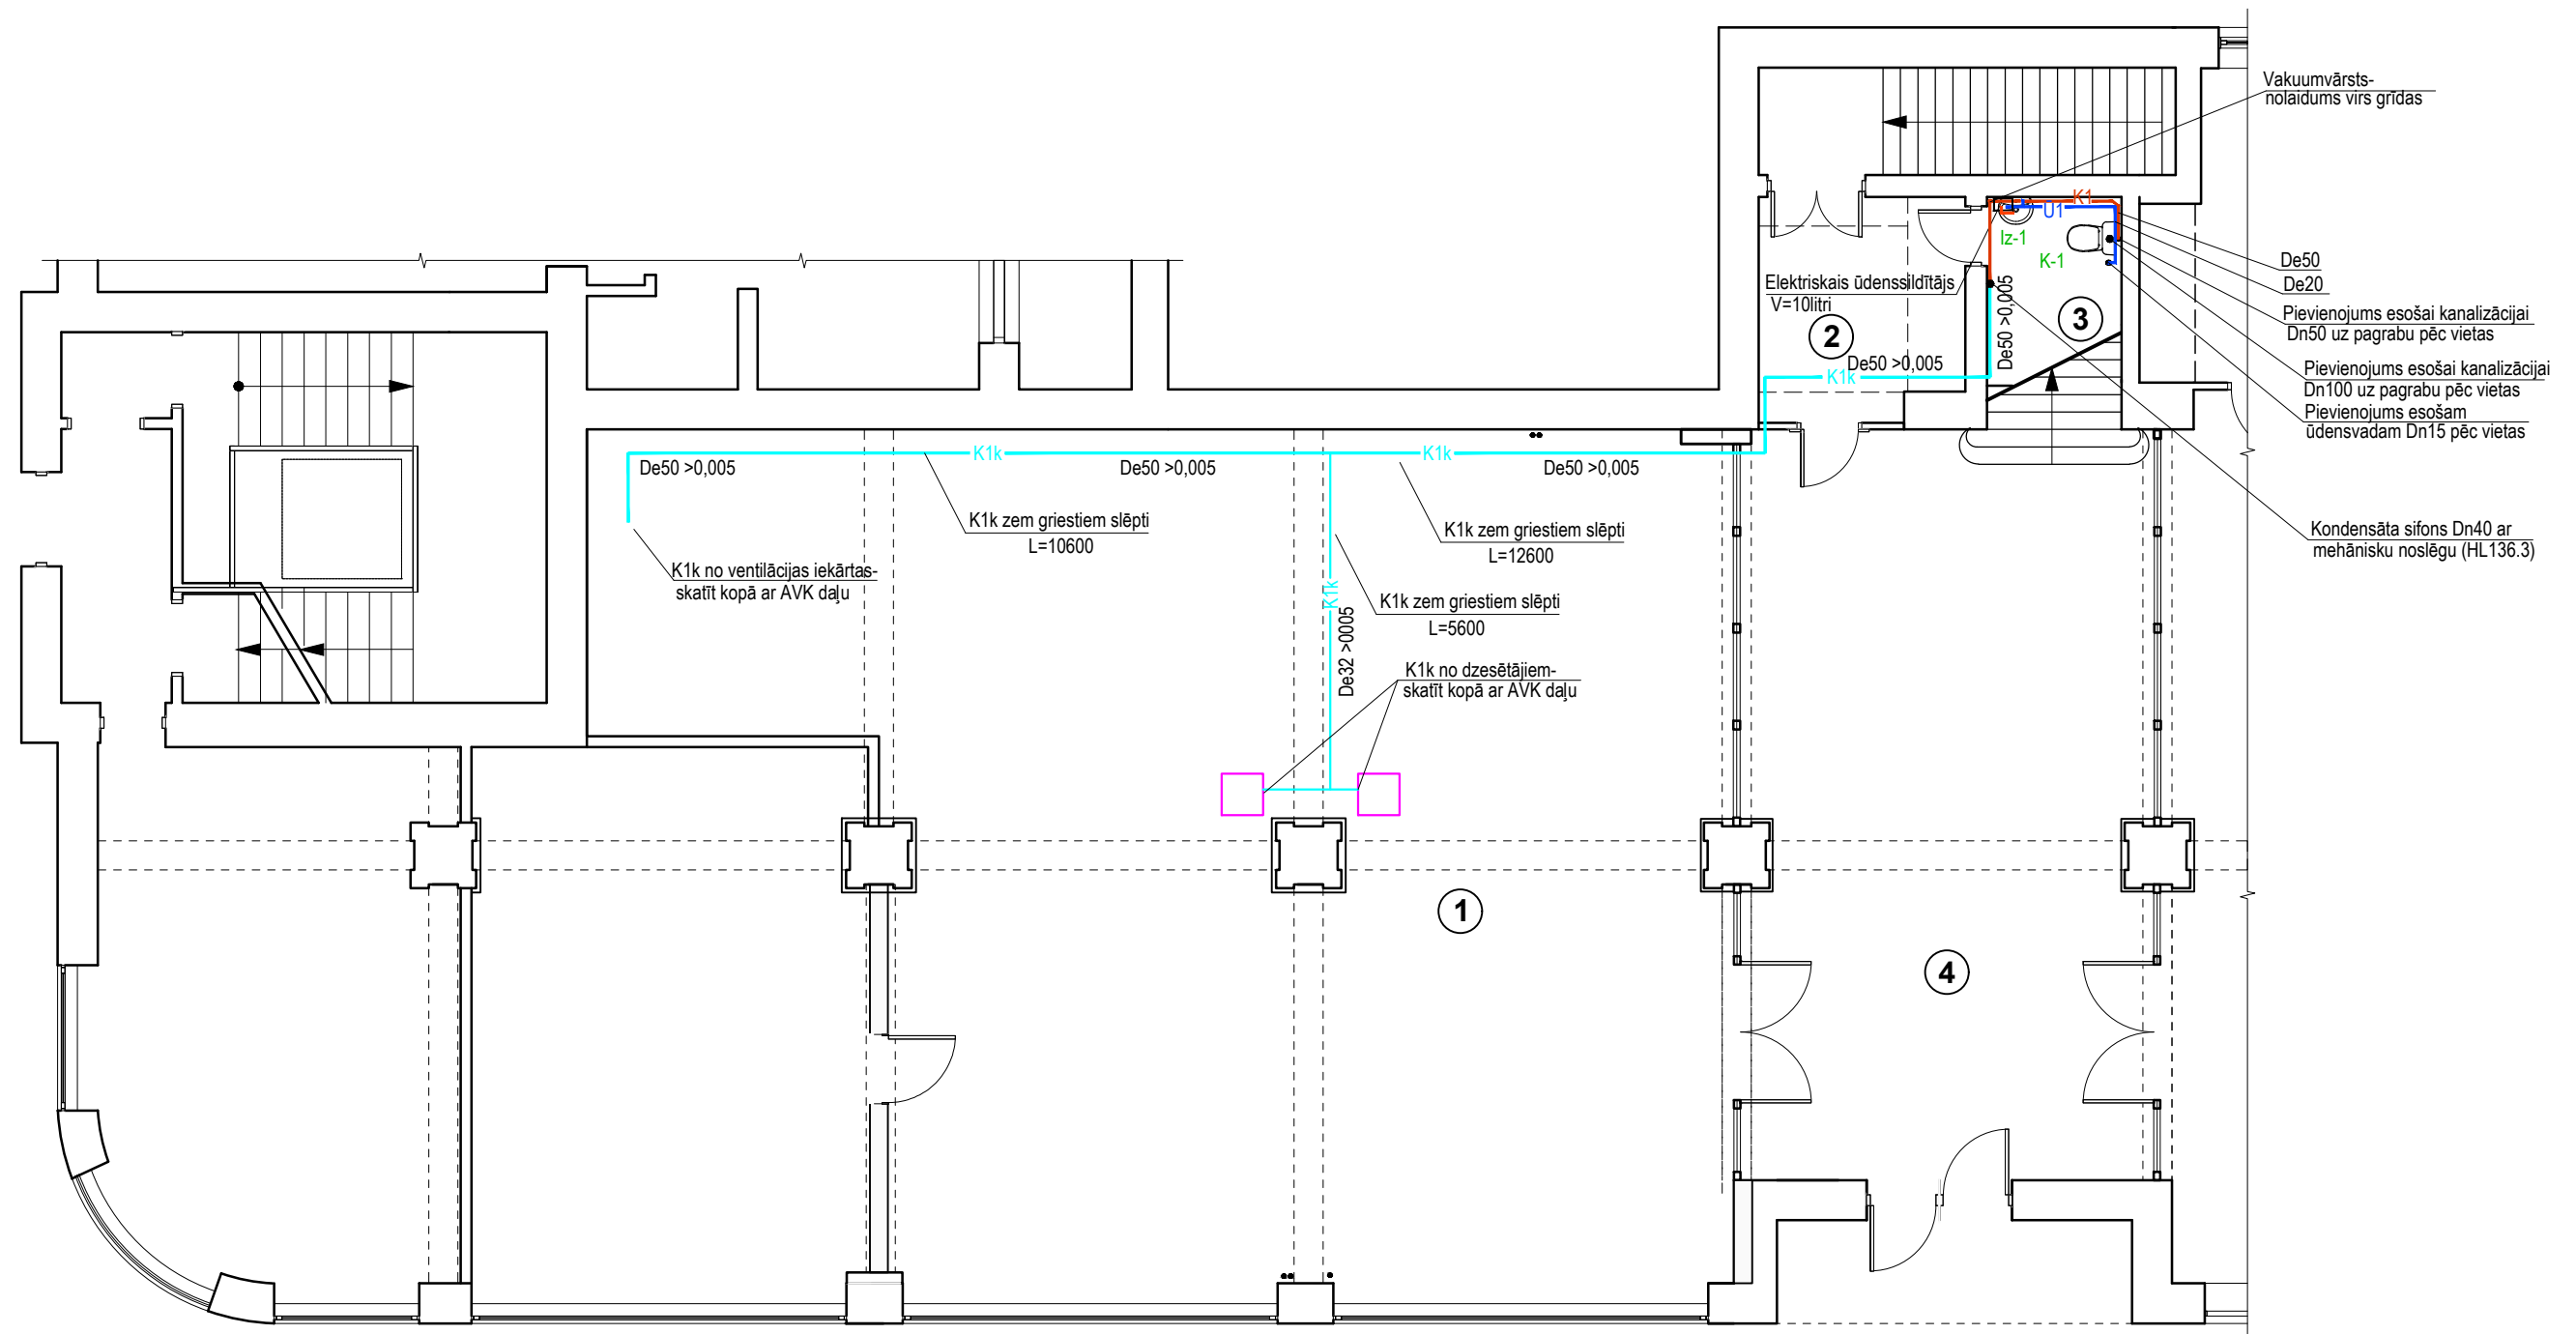 Vakuumvārsts-
nolaidums virs grīdas
K1
U1
Iz-1
K-1
De50
De20
Elektriskais ūdenssildītājs
V=10litri
De50 >0,005
3
2
Pievienojums esošai kanalizācijai
Dn50 uz pagrabu pēc vietas
De50 >0,005
K1k
Pievienojums esošai kanalizācijai
Dn100 uz pagrabu pēc vietas
Pievienojums esošam
ūdensvadam Dn15 pēc vietas
K1k
K1k
De50 >0,005
De50 >0,005
De50 >0,005
K1k zem griestiem slēpti
L=10600
K1k zem griestiem slēpti
L=12600
Kondensāta sifons Dn40 ar
mehānisku noslēgu (HL136.3)
K1k no ventilācijas iekārtas-
skatīt kopā ar AVK daļu
K1k
K1k zem griestiem slēpti
L=5600
De32 >0005
K1k no dzesētājiem-
skatīt kopā ar AVK daļu
1
4